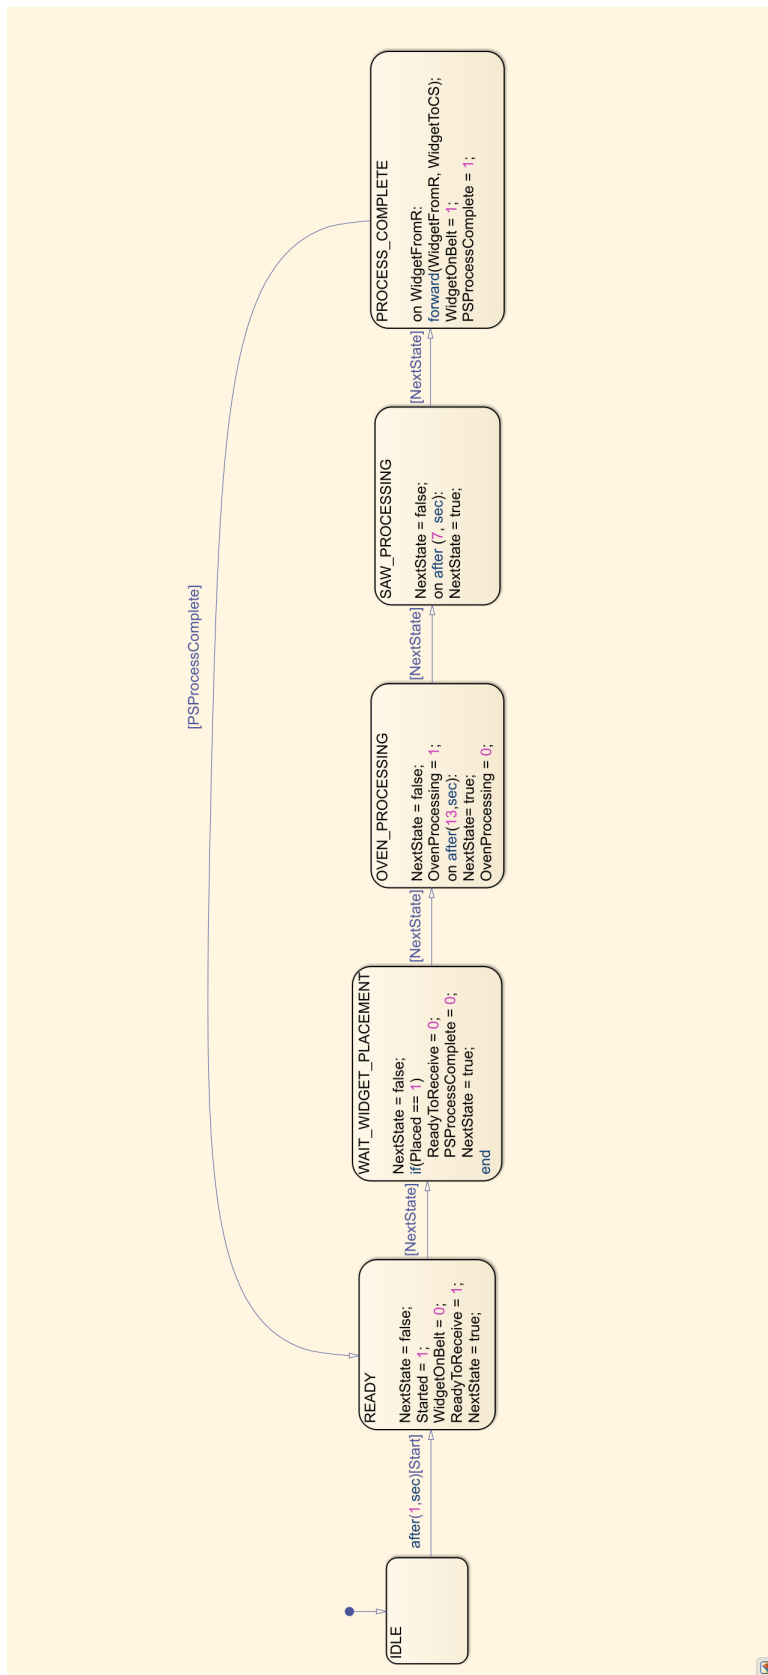 IDLE
after(1,sec)[Start]
READY
NextState = false;
Started = 1;
WidgetOnBelt = 0;
ReadyToReceive = 1;
NextState = true;
[NextState]
WAIT_WIDGET_PLACEMENT
NextState = false;
if(Placed == 1)
ReadyToReceive = 0;
PSProcessComplete = 0;
NextState = true;
end
[NextState]
OVEN_PROCESSING
NextState = false;
OvenProcessing = 1;
on after(13,sec):
NextState= true;
OvenProcessing = 0;
[NextState]
SAW_PROCESSING
NextState = false;
on after (7, sec):
NextState = true;
[NextState]
PROCESS_COMPLETE
on WidgetFromR:
forward(WidgetFromR, WidgetToCS);
WidgetOnBelt = 1;
PSProcessComplete = 1;
[PSProcessComplete]